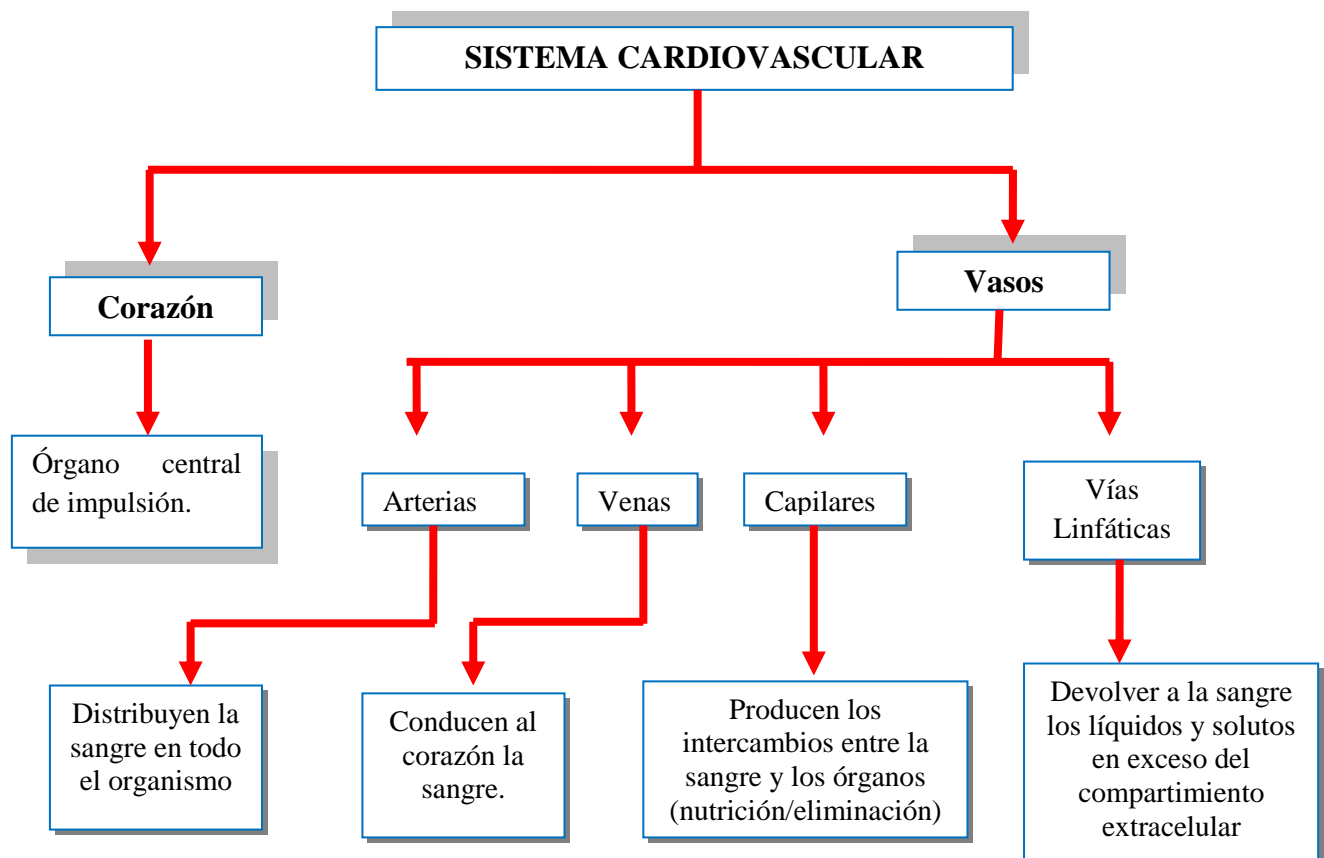 SISTEMA CARDIOVASCULAR
Corazón
Vasos
Órgano central
de impulsión.
Arterias
Venas
Capilares
Vías
Linfáticas
Distribuyen la
sangre en todo
el organismo
Conducen al
corazón la
sangre.
Producen los
intercambios entre la
sangre y los órganos
(nutrición/eliminación)
Devolver a la sangre
los líquidos y solutos
en exceso del
compartimiento
extracelular